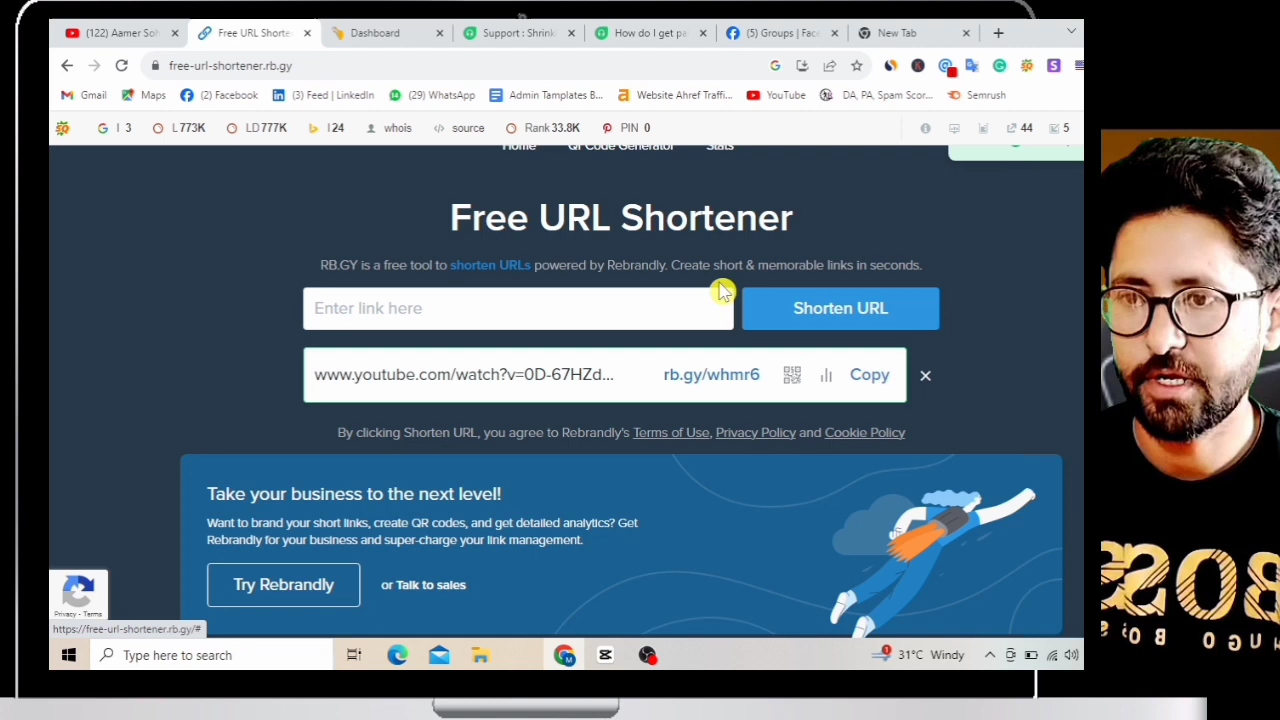 (122) Aamer Soh
Free URL Shorte
Dashboard
Support : Shrink
How do I get pa
(5) Groups | Face
New Tab
free-url-shortener.rb.gy
Gmail
Maps
(2) Facebook
(3) Feed | LinkedIn
(29) WhatsApp
Admin Tamplates B...
Website Ahref Traffi...
YouTube
DA, PA, Spam Scor...
Semrush
I 3
L 773K
LD 777K
I 24
whois
source
Rank 33.8K
PIN 0
44
5
Home
QR Code Generator
Stats
Free URL Shortener
RB.GY is a free tool to shorten URLs powered by Rebrandly. Create short & memorable links in seconds.
Enter link here
Shorten URL
www.youtube.com/watch?v=0D-67HZd...
rb.gy/whmr6
Copy
By clicking Shorten URL, you agree to Rebrandly's Terms of Use, Privacy Policy and Cookie Policy
Take your business to the next level!
Want to brand your short links, create QR codes, and get detailed analytics? Get
Rebrandly for your business and super-charge your link management.
Try Rebrandly
or Talk to sales
Privacy - Terms
https://free-url-shortener.rb.gy/#
Type here to search
31°C Windy